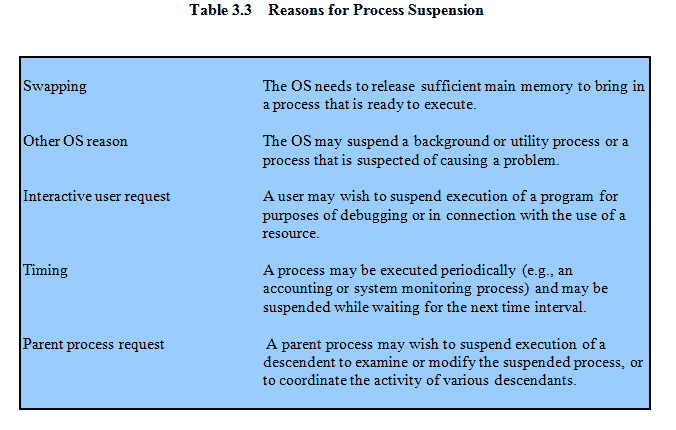 Table 3.3 Reasons for Process Suspension
Swapping The OS needs to release sufficient main memory to bring in
a process that is ready to execute.
Other OS reason The OS may suspend a background or utility process or a
process that is suspected of causing a problem.
Interactive user request A user may wish to suspend execution of a program for
purposes of debugging or in connection with the use of a
resource.
Timing A process may be executed periodically (e.g., an
accounting or system monitoring process) and may be
suspended while waiting for the next time interval.
Parent process request A parent process may wish to suspend execution of a
descendent to examine or modify the suspended process, or
to coordinate the activity of various descendants.